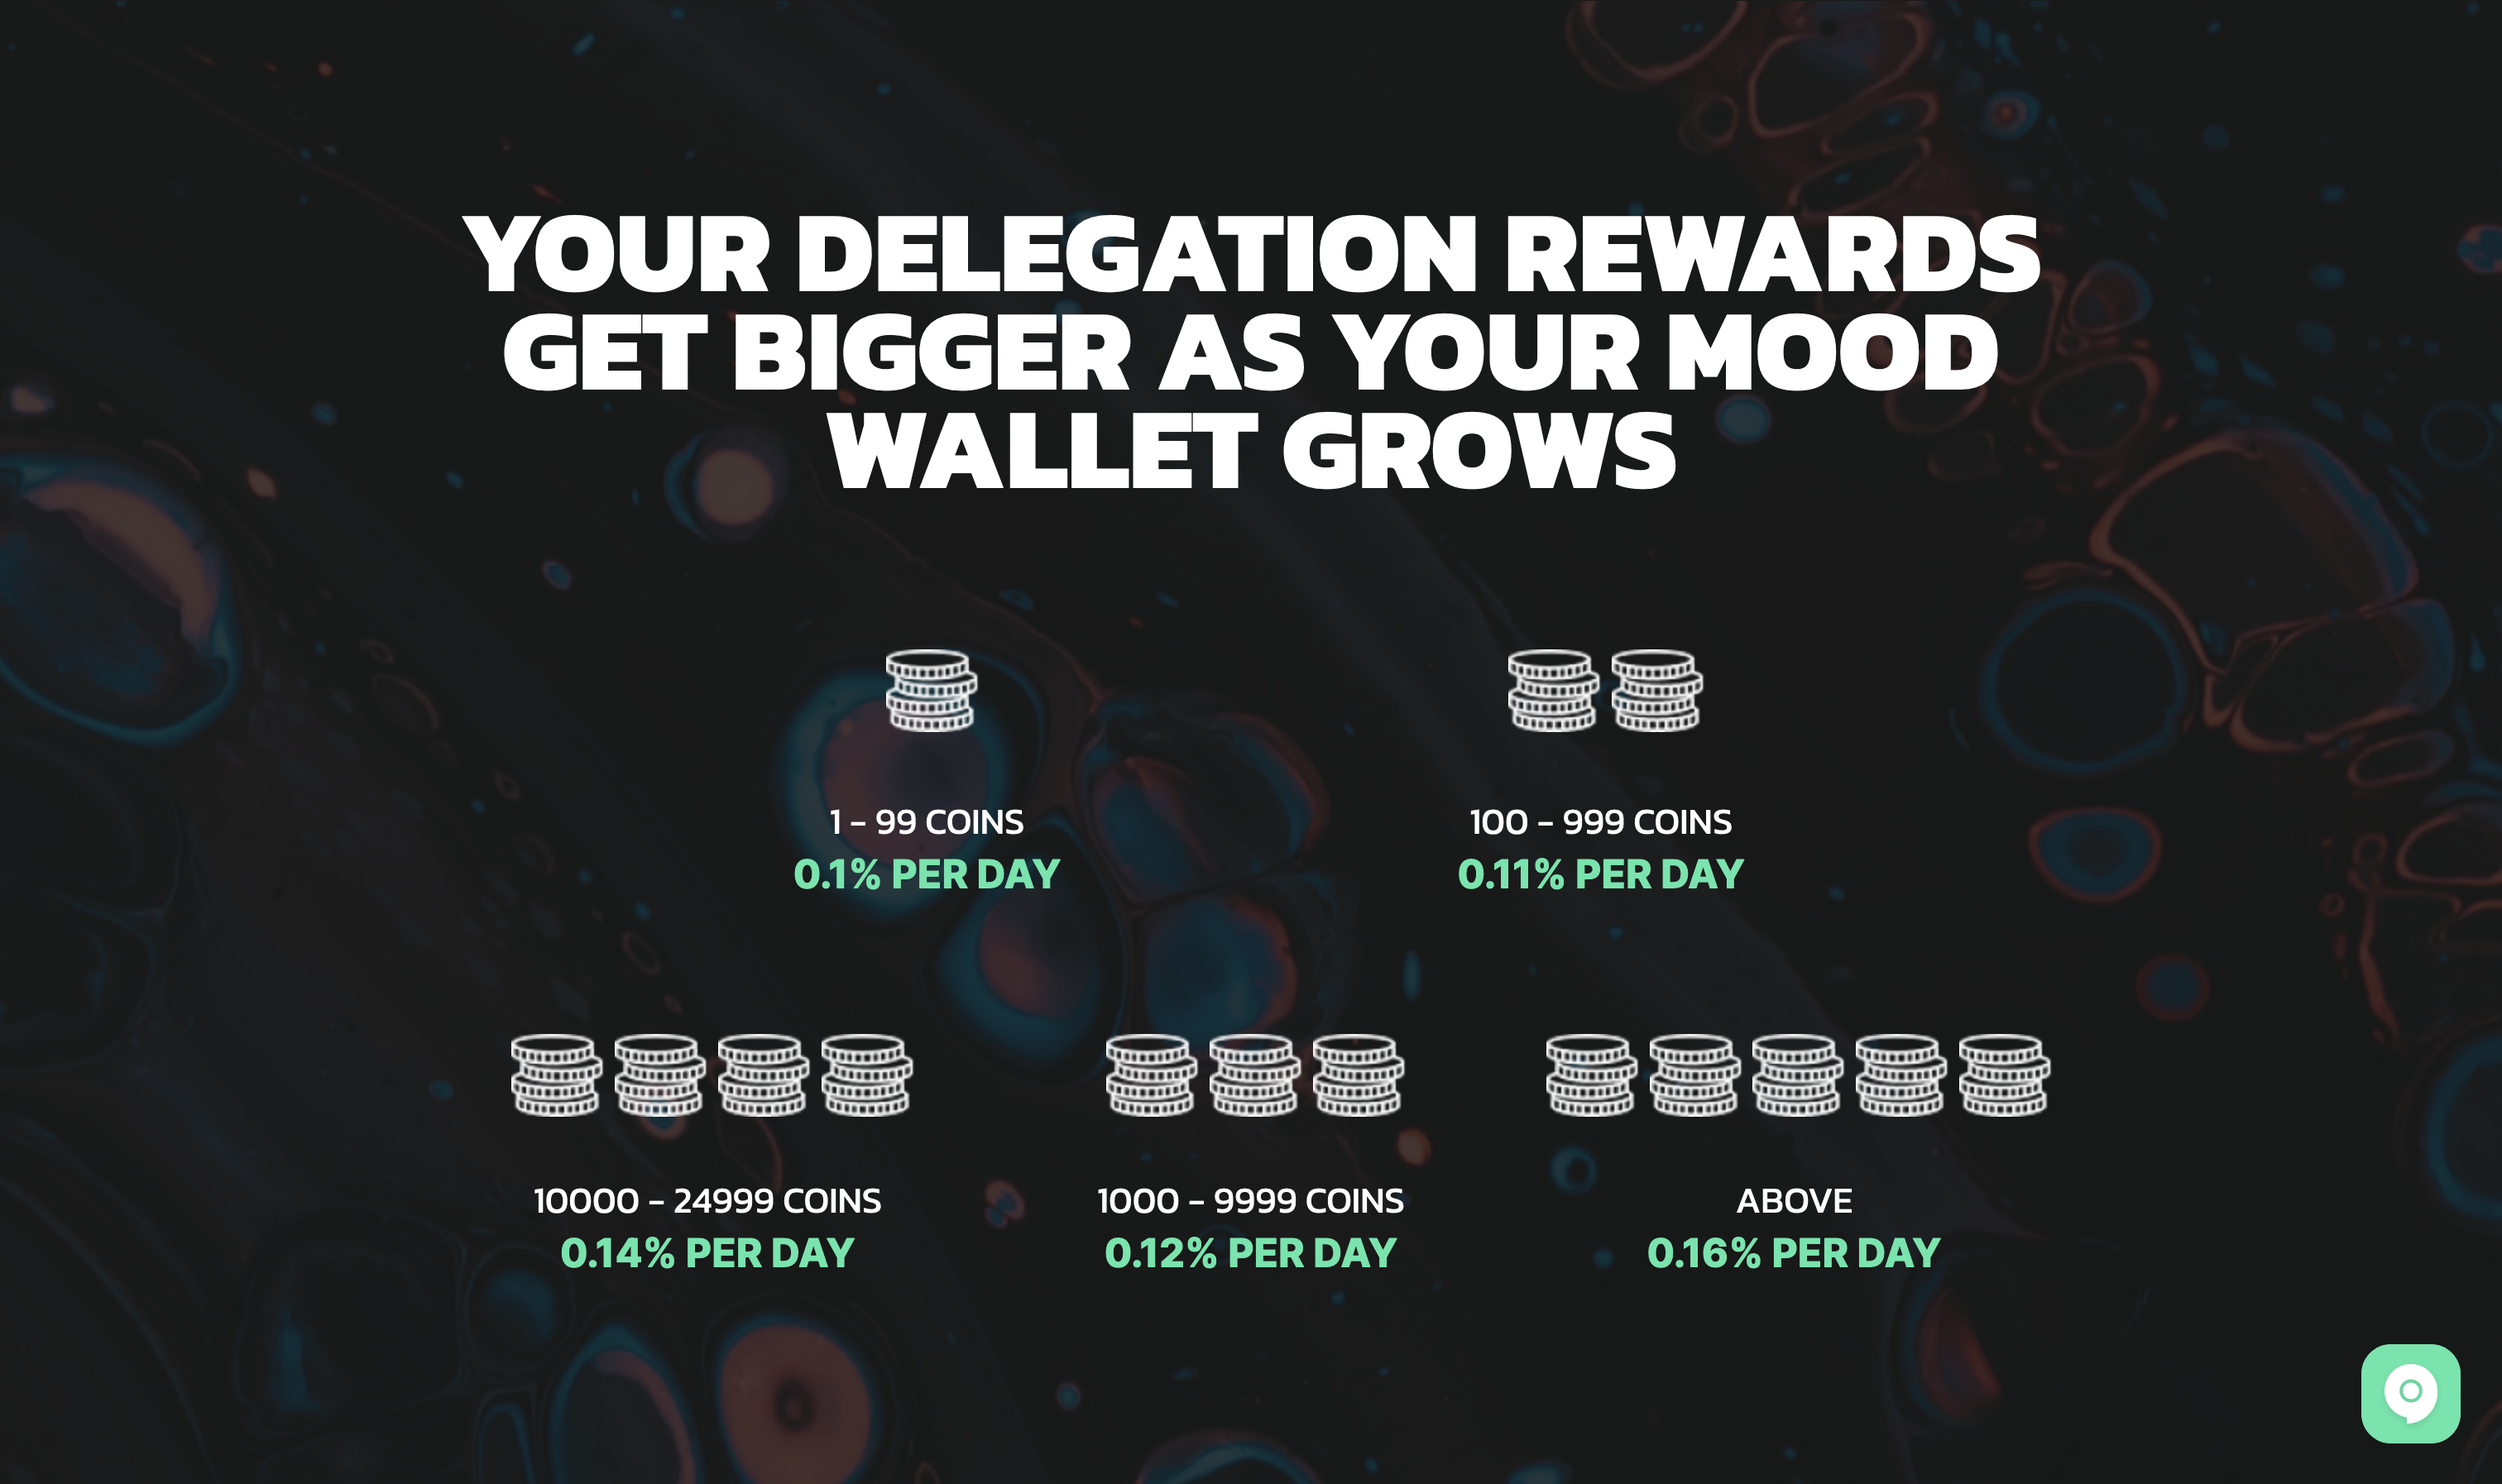 YOUR DELEGATION REWARDS
GET BIGGER AS YOUR MOOD
WALLET GROWS
1 – 99 COINS
0.1% PER DAY
100 – 999 COINS
0.11% PER DAY
10000 – 24999 COINS
0.14% PER DAY
1000 – 9999 COINS
0.12% PER DAY
ABOVE
0.16% PER DAY